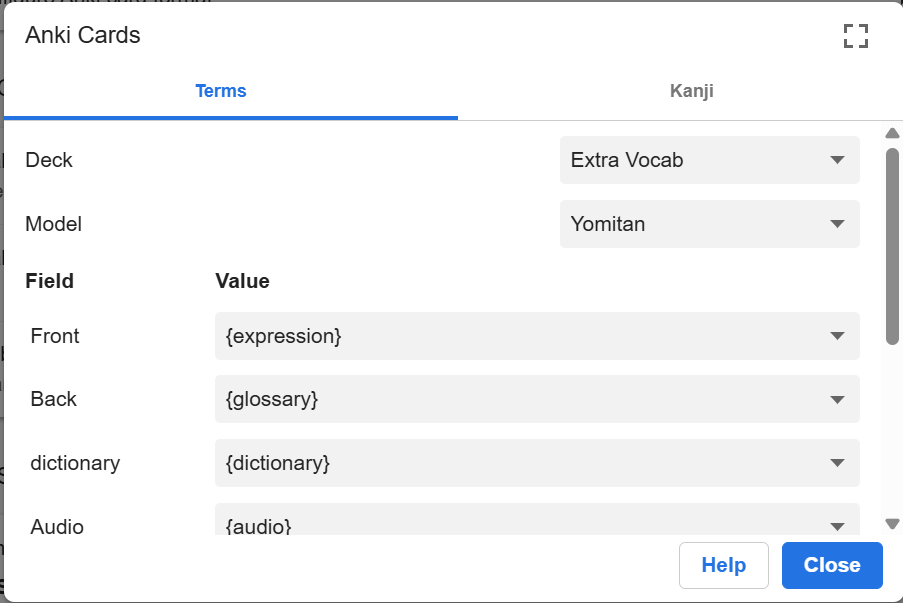 Anki Cards
Terms Kanji
Deck Extra Vocab
Model Yomitan
Field Value
Front {expression}
Back {glossary}
dictionary {dictionary}
Audio {audio}
Help Close